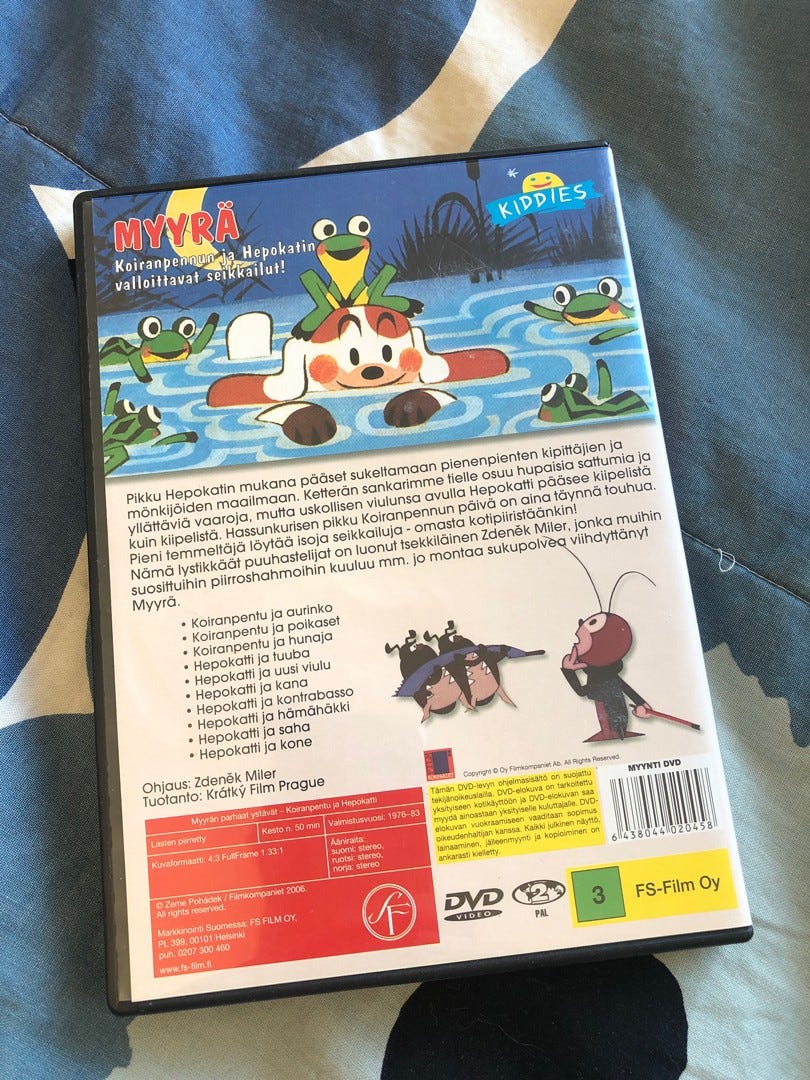 KIDDIES
MYYRÄ
Koiranpennun ja Hepokatin
valloittavat seikkailut!
Pikku Hepokatin mukana pääset sukeltamaan pienenpienten kipittäjien ja
mönkijöiden maailmaan. Ketterän sankarimme tielle osuu hupaisia sattumia ja
yllättäviä vaaroja, mutta uskollisen viulunsa avulla Hepokatti pääsee kiipelistä
kuin kiipelistä. Hassunkurisen pikku Koiranpennun päivä on aina täynnä touhua.
Pieni temmeltäjä löytää isoja seikkailuja - omasta kotipiiristäänkin!
Nämä lystikkäät puuhastelijat on luonut tsekkiläinen Zdeněk Miler, jonka muihin
suosittuihin piirroshahmoihin kuuluu mm. jo montaa sukupolvea viihdyttänyt
Myyrä.
• Koiranpentu ja aurinko
• Koiranpentu ja poikaset
• Koiranpentu ja hunaja
• Hepokatti ja tuuba
• Hepokatti ja uusi viulu
• Hepokatti ja kana
• Hepokatti ja kontrabasso
• Hepokatti ja hämähäkki
• Hepokatti ja saha
• Hepokatti ja kone
Ohjaus: Zdeněk Miler
Tuotanto: Krátký Film Prague
Copyright © Oy Filmkompaniet Ab. All Rights Reserved.
Myyrän parhaat ystävät – Koiranpentu ja Hepokatti
Lasten piirretty
Kesto n. 50 min
Valmistusvuosi: 1976–83
Kuvaformaatti: 4:3 FullFrame 1.33:1
Ääniraita:
suomi: stereo,
ruotsi: stereo,
norja: stereo
© Zeme Pohádek / Filmkompaniet 2006.
All rights reserved.
Markkinointi Suomessa: FS FILM OY,
PL 399, 00101 Helsinki
puh. 0207 300 460
www.fs-film.fi
SF
Tämän DVD-levyn ohjelmasisältö on suojattu
tekijänoikeuslailla. DVD-elokuva on tarkoitettu
yksityiseen kotikäyttöön ja DVD-elokuvan saa
myydä ainoastaan yksityiselle kuluttajalle. DVD-
elokuvan vuokraamiseen vaaditaan sopimus
oikeudenhaltijan kanssa. Kaikki julkinen näyttö,
lainaaminen, jälleenmyynti ja kopioiminen on
ankarasti kielletty.
MYYNTI DVD
6 438044 020458
DVD
VIDEO
2
PAL
3
FS-Film Oy